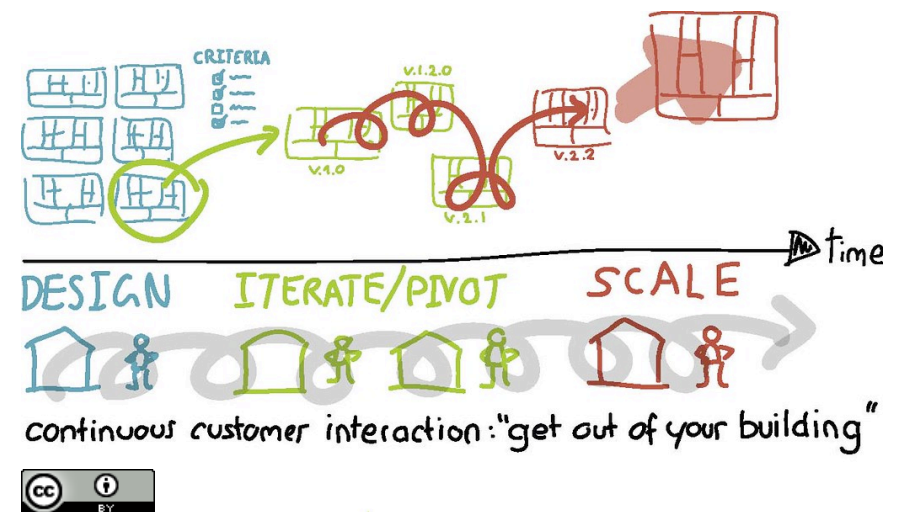 CRITERIA
v.1.2.0
v.1.0
v.2.1
v.2.2
time
DESIGN ITERATE/PIVOT SCALE
continuous customer interaction: "get out of your building"
cc
BY